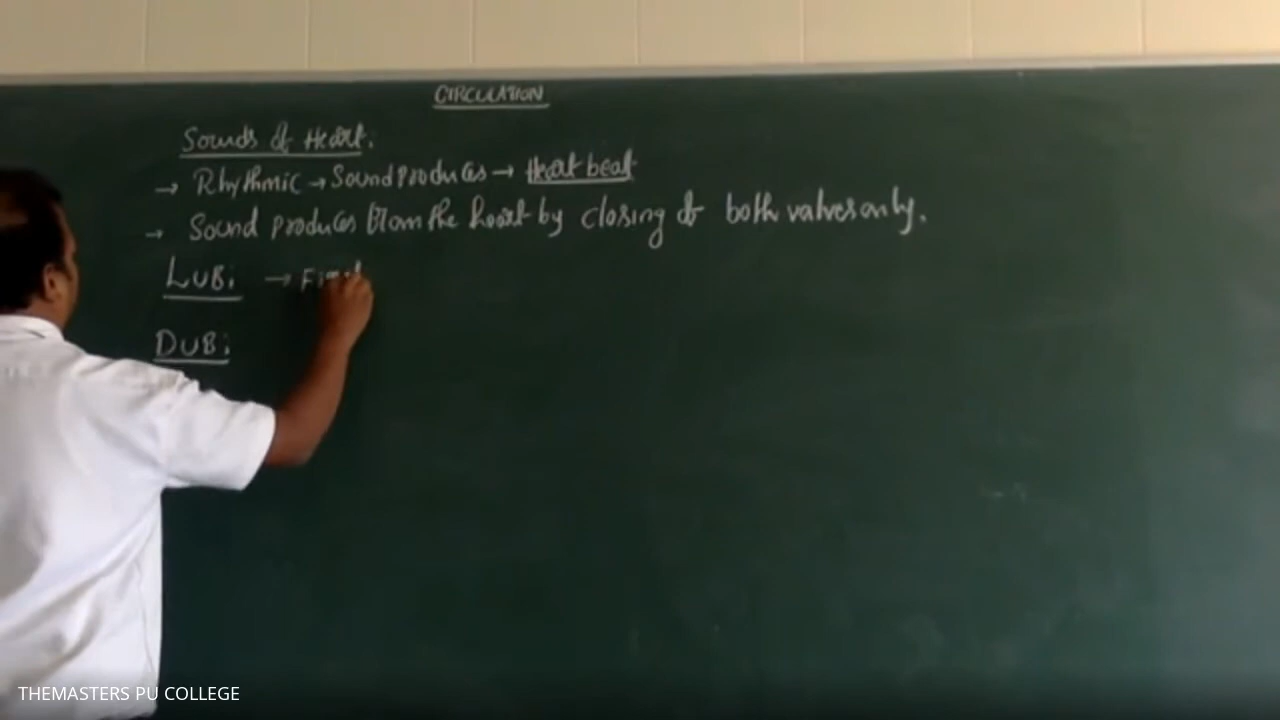 CIRCULATION
Sounds of Heart:
→ Rhythmic → Sound produces → Heart beat
→ Sound produces from the heart by closing of both valves only.
LUB:
→
DUB:
THEMASTERS PU COLLEGE